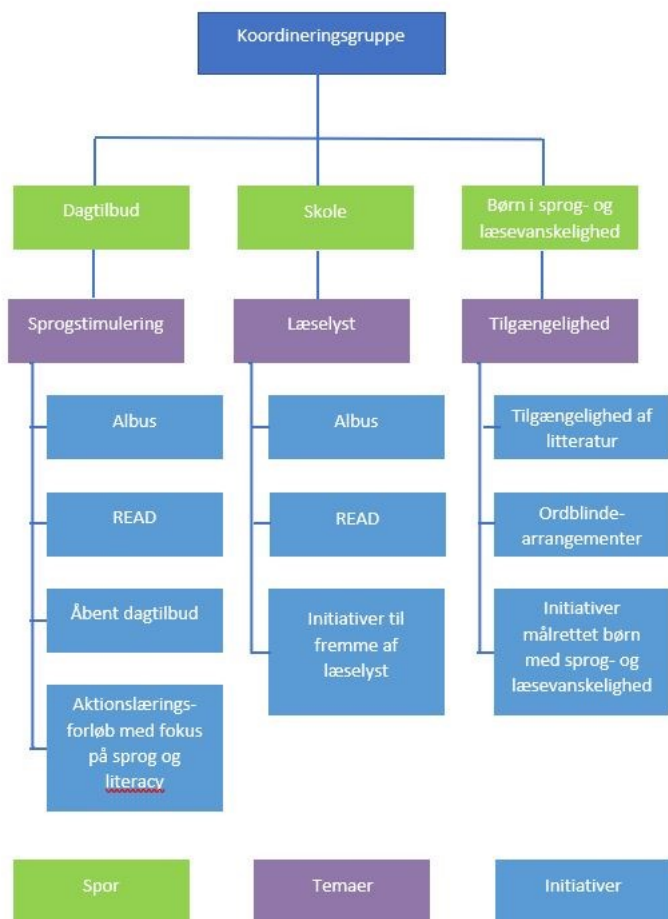 Koordineringsgruppe
Dagtilbud
Skole
Børn i sprog- og
læsevanskelighed
Sprogstimulering
Læselyst
Tilgængelighed
Albus
READ
Åbent dagtilbud
Aktionslærings-
forløb med fokus
på sprog og
literacy
Albus
READ
Initiativer til
fremme af
læselyst
Tilgængelighed af
litteratur
Ordblinde-
arrangementer
Initiativer
målrettet børn
med sprog- og
læsevanskelighed
Spor
Temaer
Initiativer